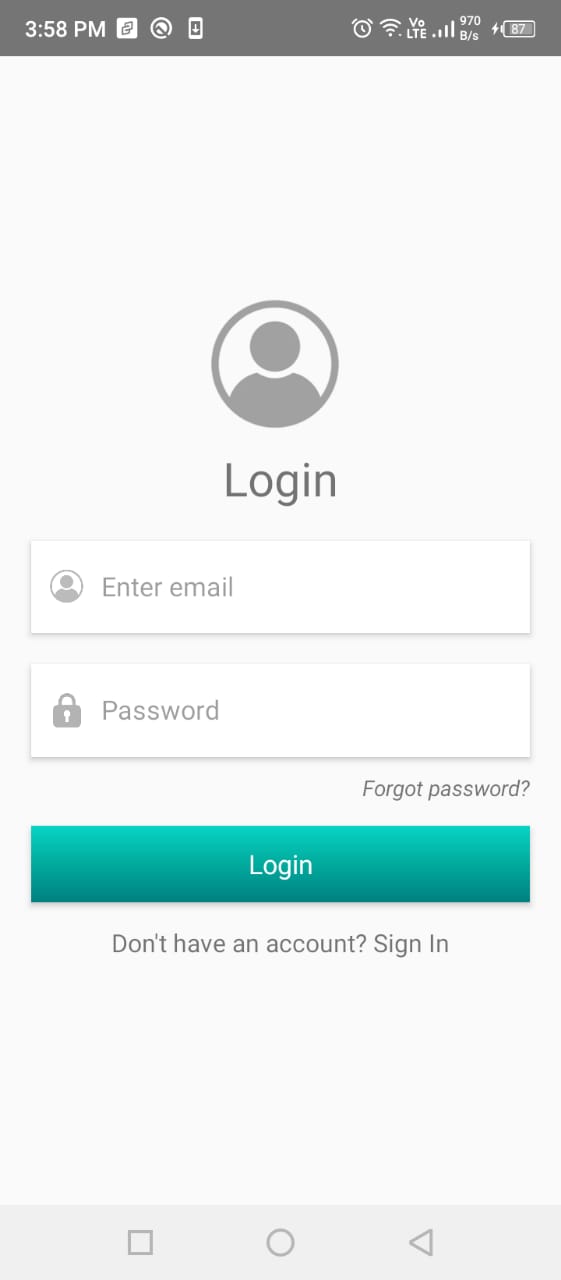 3:58 PM Vo LTE 970 B/s 87
Login
Enter email
Password
Forgot password?
Login
Don't have an account? Sign In